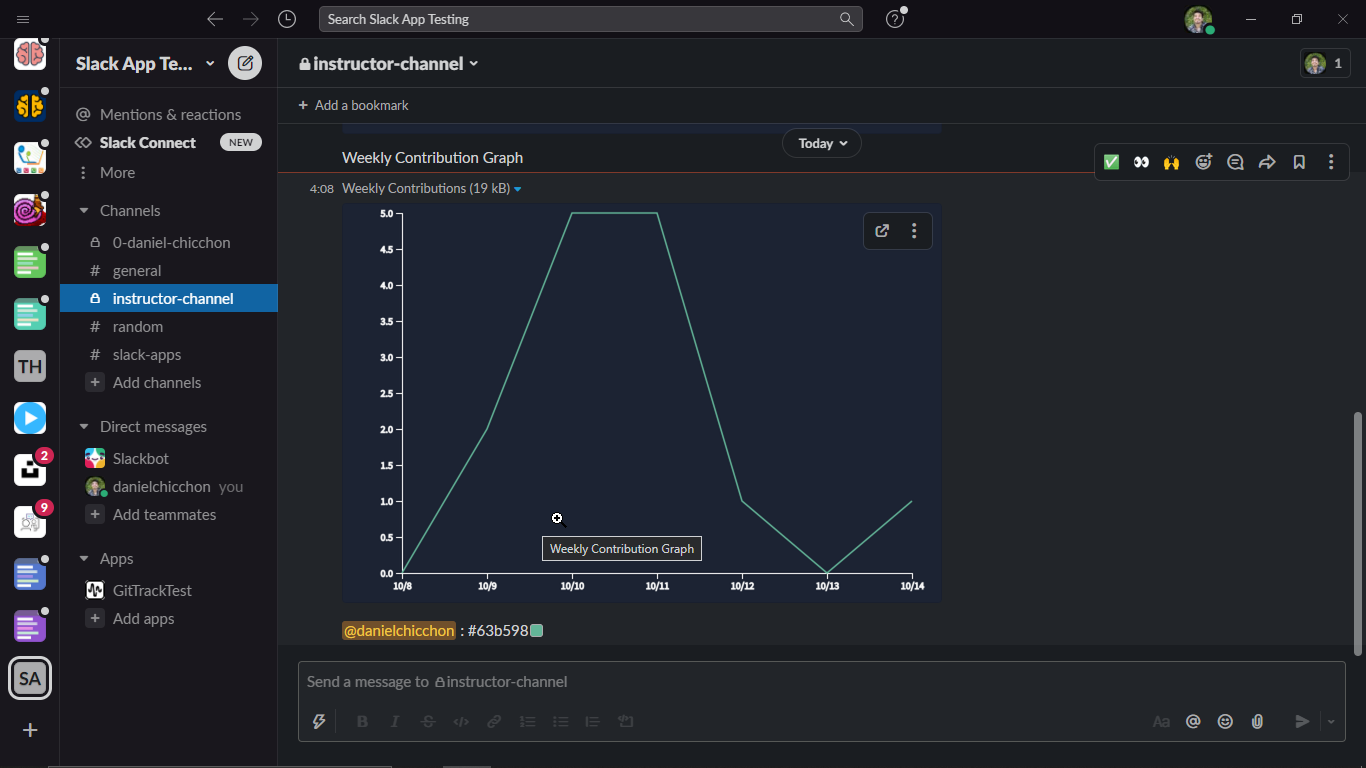 Search Slack App Testing
Slack App Te...
Mentions & reactions
Slack Connect NEW
More
Channels
0-daniel-chicchon
# general
instructor-channel
# random
# slack-apps
+ Add channels
Direct messages
Slackbot
danielchicchon you
+ Add teammates
Apps
GitTrackTest
+ Add apps
TH
2
9
SA
+
instructor-channel
1
+ Add a bookmark
Today
Weekly Contribution Graph
4:08 Weekly Contributions (19 kB)
5.0
4.5
4.0
3.5
3.0
2.5
2.0
1.5
1.0
0.5
0.0
Weekly Contribution Graph
10/8 10/9 10/10 10/11 10/12 10/13 10/14
@danielchicchon : #63b598
Send a message to instructor-channel
B I S </> Aa @